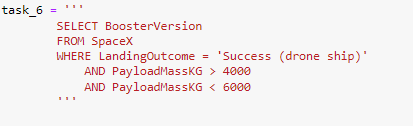 task_6 = '''
SELECT BoosterVersion
FROM SpaceX
WHERE LandingOutcome = 'Success (drone ship)'
AND PayloadMassKG > 4000
AND PayloadMassKG < 6000
'''